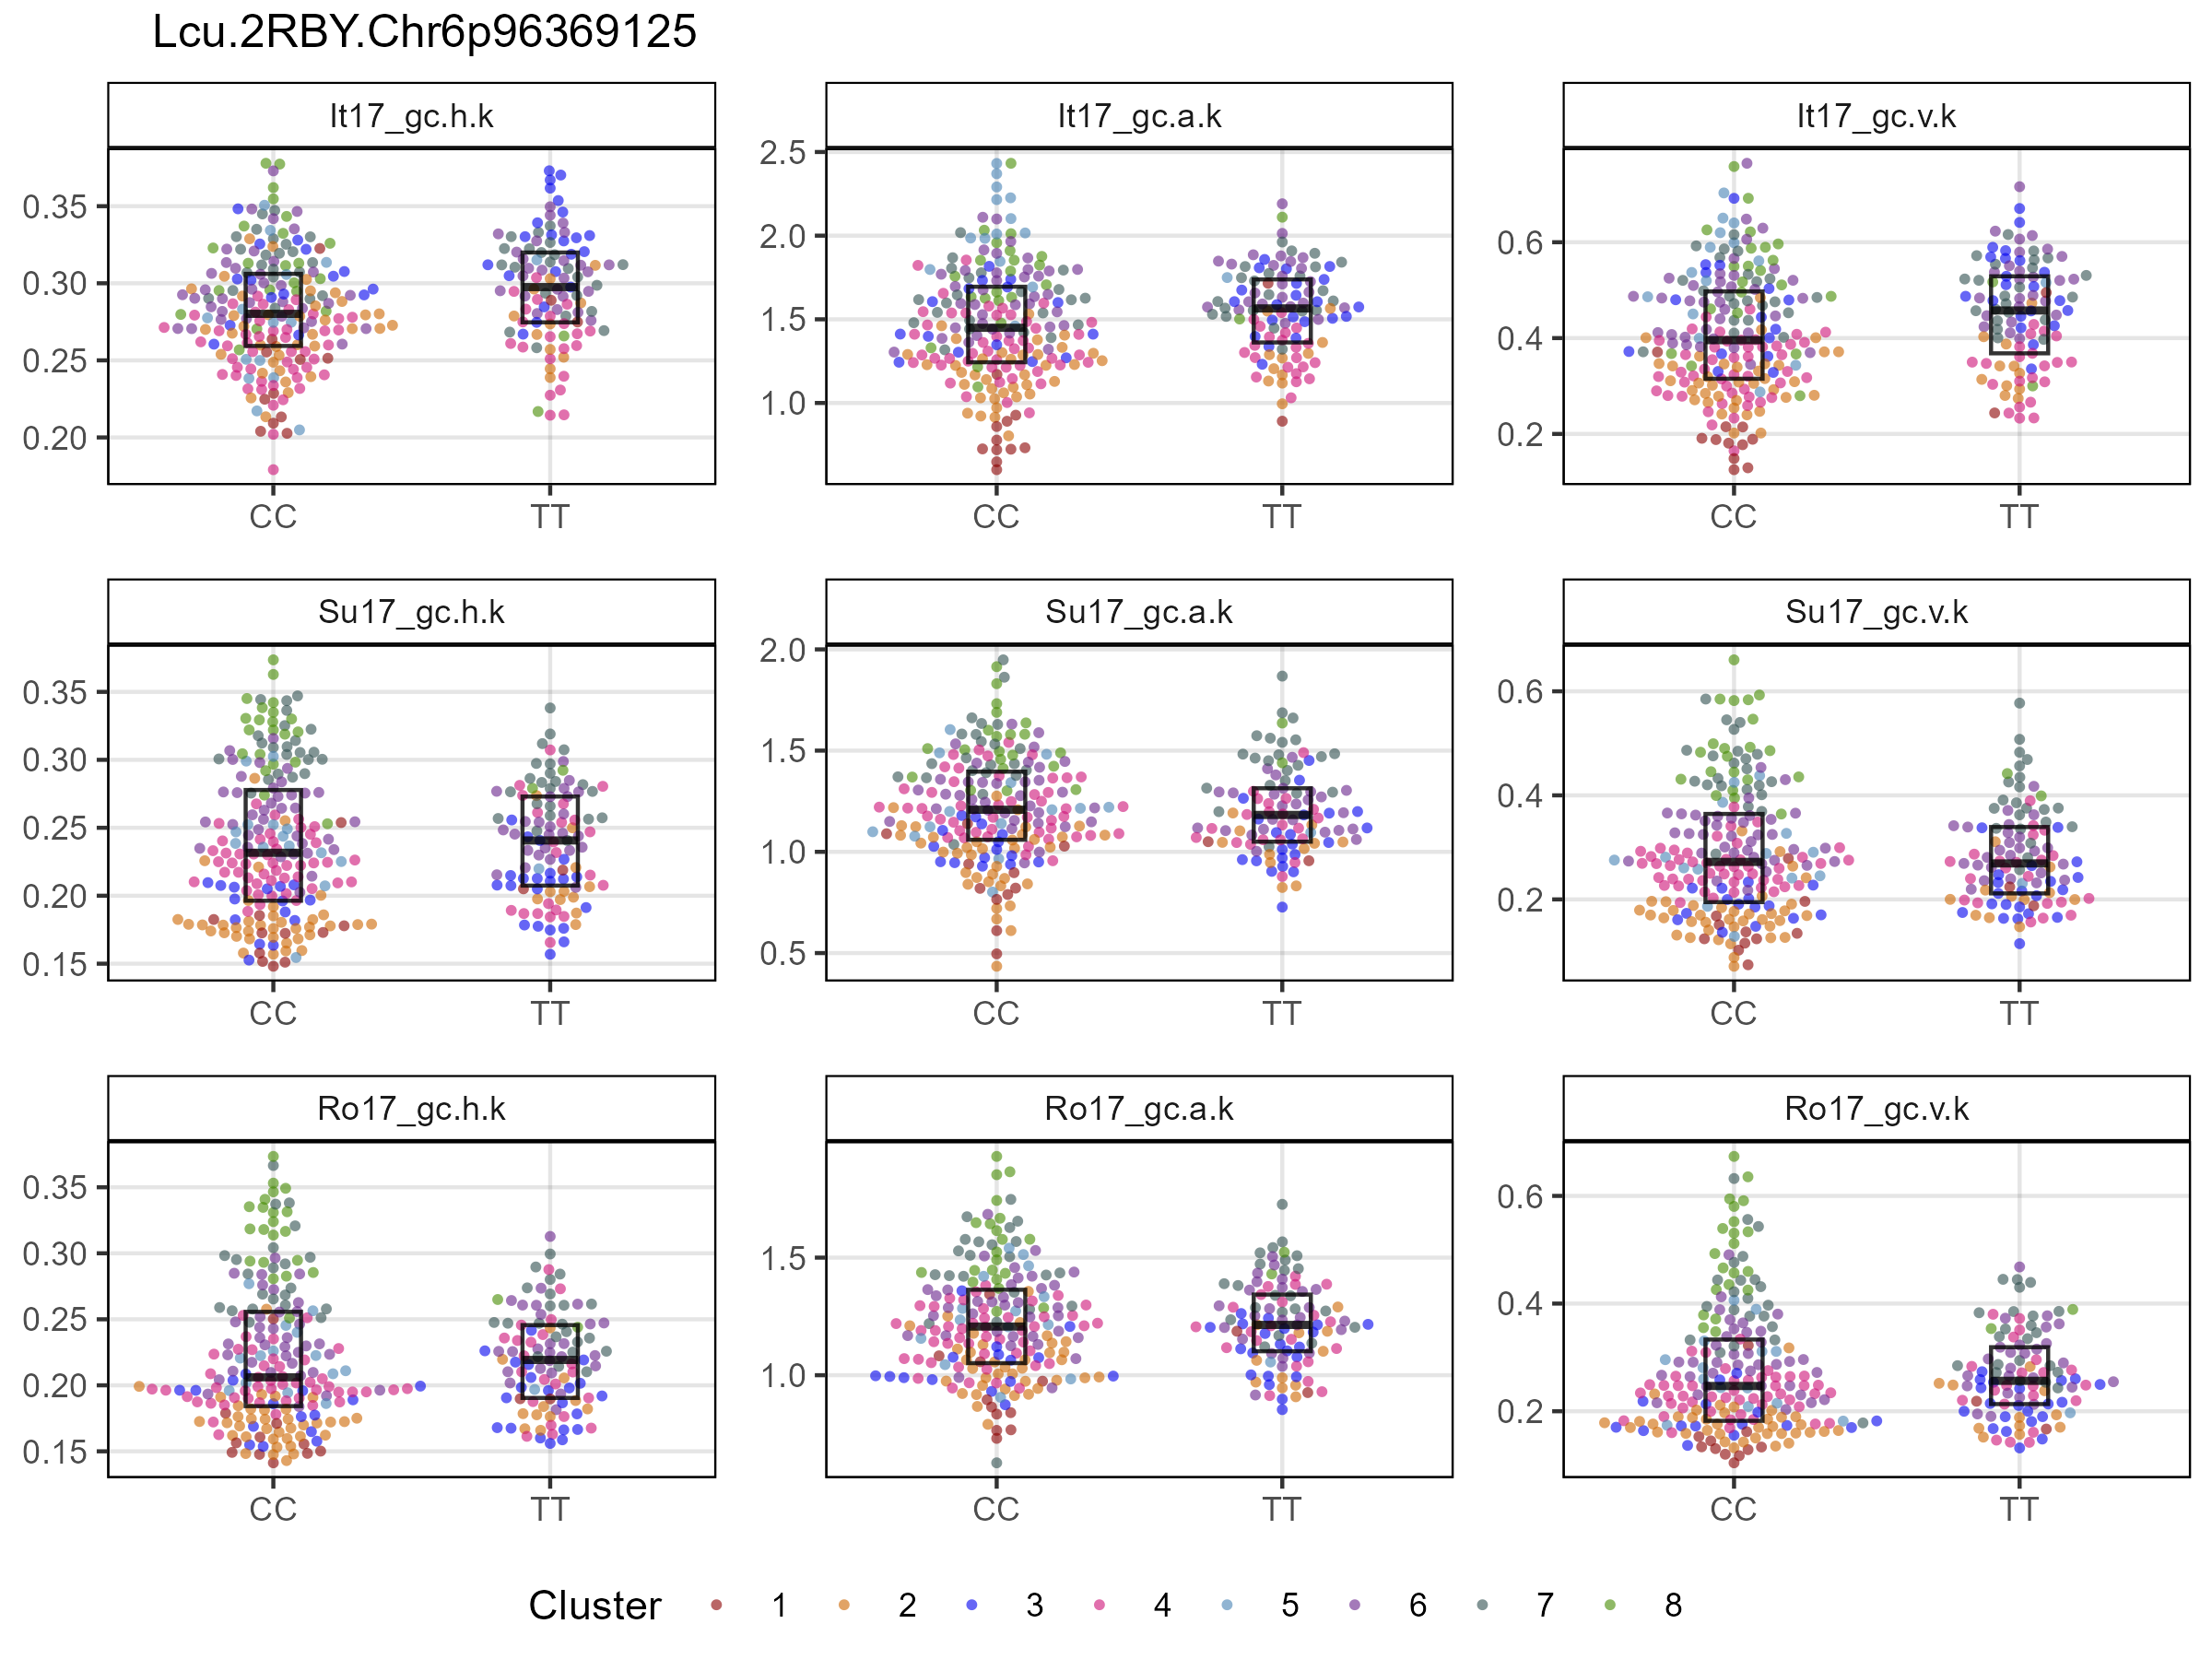 Lcu.2RBY.Chr6p96369125
It17_gc.h.k
It17_gc.a.k
It17_gc.v.k
0.35
0.30
0.25
0.20
CC TT
2.5
2.0
1.5
1.0
CC TT
0.6
0.4
0.2
CC TT
Su17_gc.h.k
Su17_gc.a.k
Su17_gc.v.k
0.35
0.30
0.25
0.20
0.15
CC TT
2.0
1.5
1.0
0.5
CC TT
0.6
0.4
0.2
CC TT
Ro17_gc.h.k
Ro17_gc.a.k
Ro17_gc.v.k
0.35
0.30
0.25
0.20
0.15
CC TT
1.5
1.0
CC TT
0.6
0.4
0.2
CC TT
Cluster 1 2 3 4 5 6 7 8